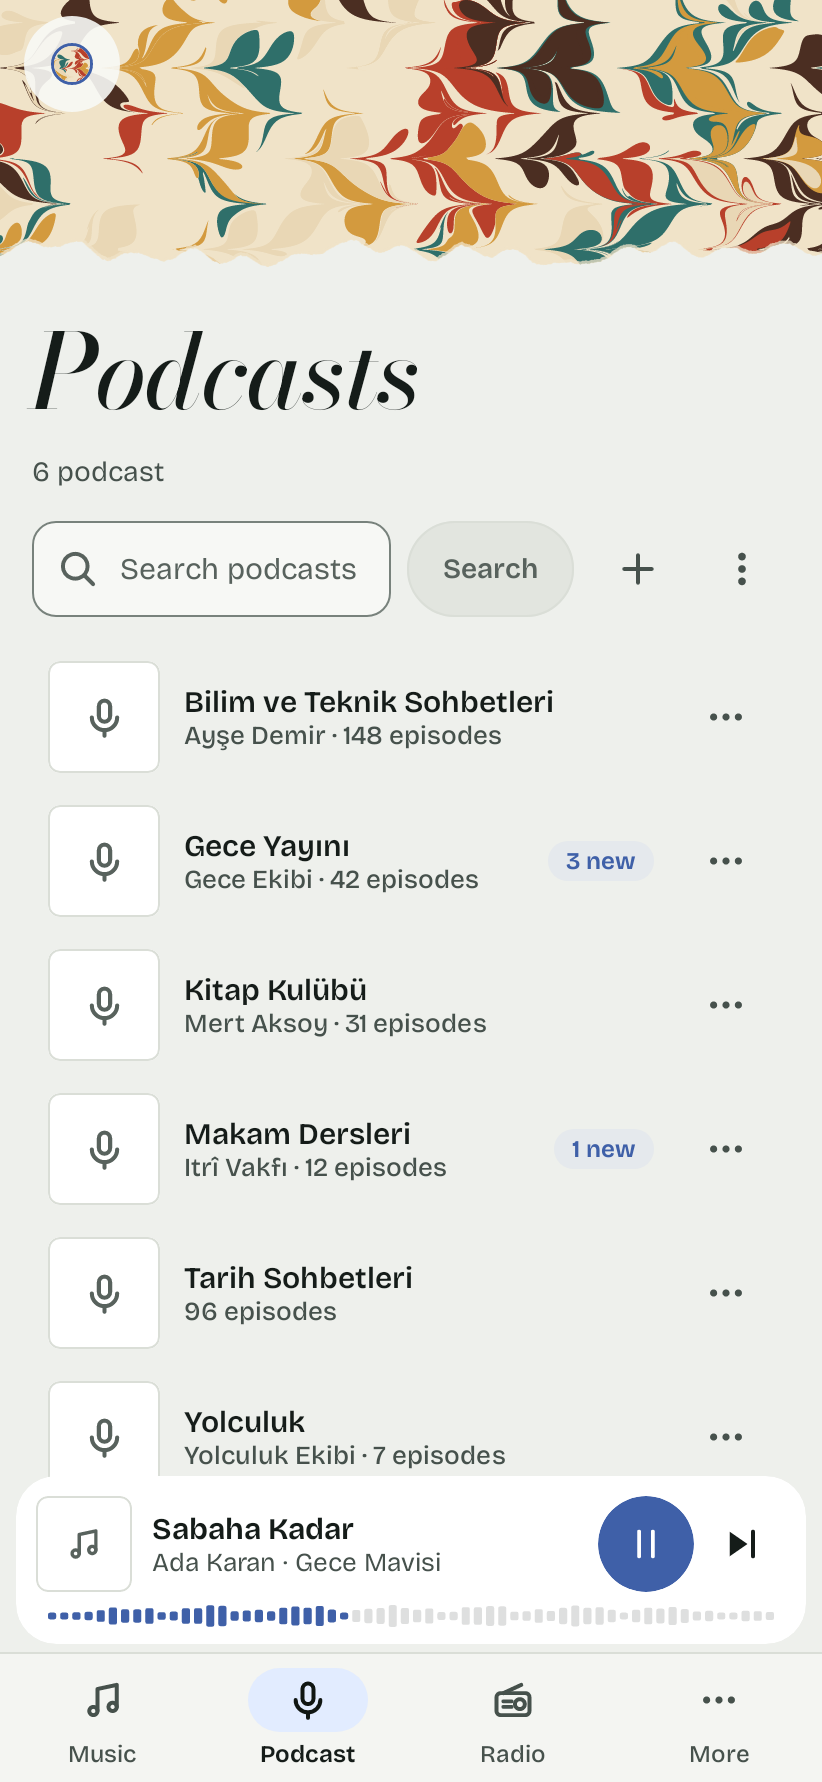 Podcasts
6 podcast
Search podcasts
Search
Bilim ve Teknik Sohbetleri
Ayşe Demir · 148 episodes
Gece Yayını
Gece Ekibi · 42 episodes
3 new
Kitap Kulübü
Mert Aksoy · 31 episodes
Makam Dersleri
Itrî Vakfı · 12 episodes
1 new
Tarih Sohbetleri
96 episodes
Yolculuk
Yolculuk Ekibi · 7 episodes
Sabaha Kadar
Ada Karan · Gece Mavisi
Music
Podcast
Radio
More